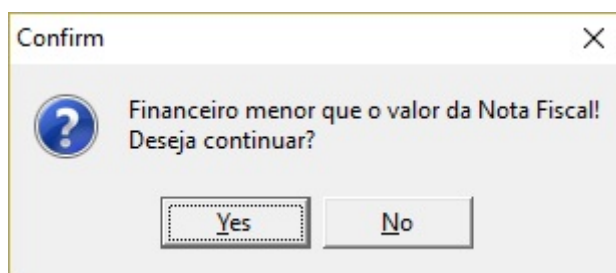 Confirm
Financeiro menor que o valor da Nota Fiscal!
Deseja continuar?
Yes No